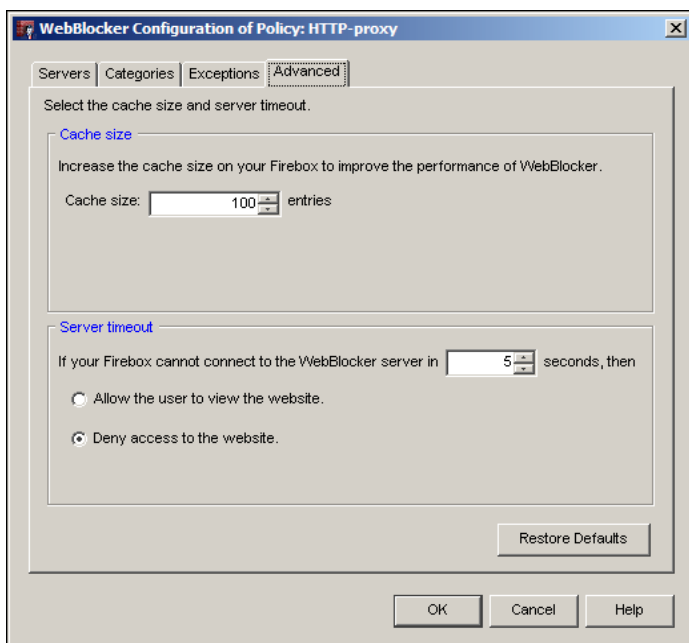 WebBlocker Configuration of Policy: HTTP-proxy
Servers Categories Exceptions Advanced
Select the cache size and server timeout.
Cache size
Increase the cache size on your Firebox to improve the performance of WebBlocker.
Cache size: 100 entries
Server timeout
If your Firebox cannot connect to the WebBlocker server in 5 seconds, then
Allow the user to view the website.
Deny access to the website.
Restore Defaults
OK Cancel Help